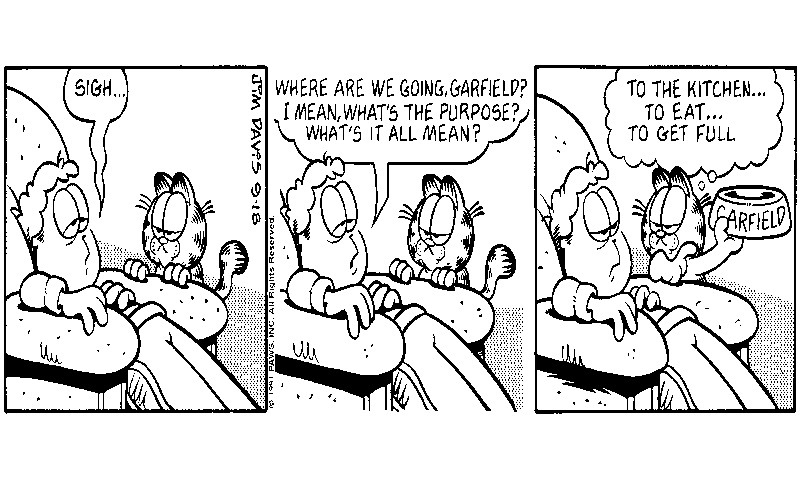 SIGH...
JIM DAVIS 9-18
WHERE ARE WE GOING, GARFIELD?
I MEAN, WHAT'S THE PURPOSE?
WHAT'S IT ALL MEAN?
© 1991 PAWS, INC. All Rights Reserved.
TO THE KITCHEN...
TO EAT...
TO GET FULL
GARFIELD